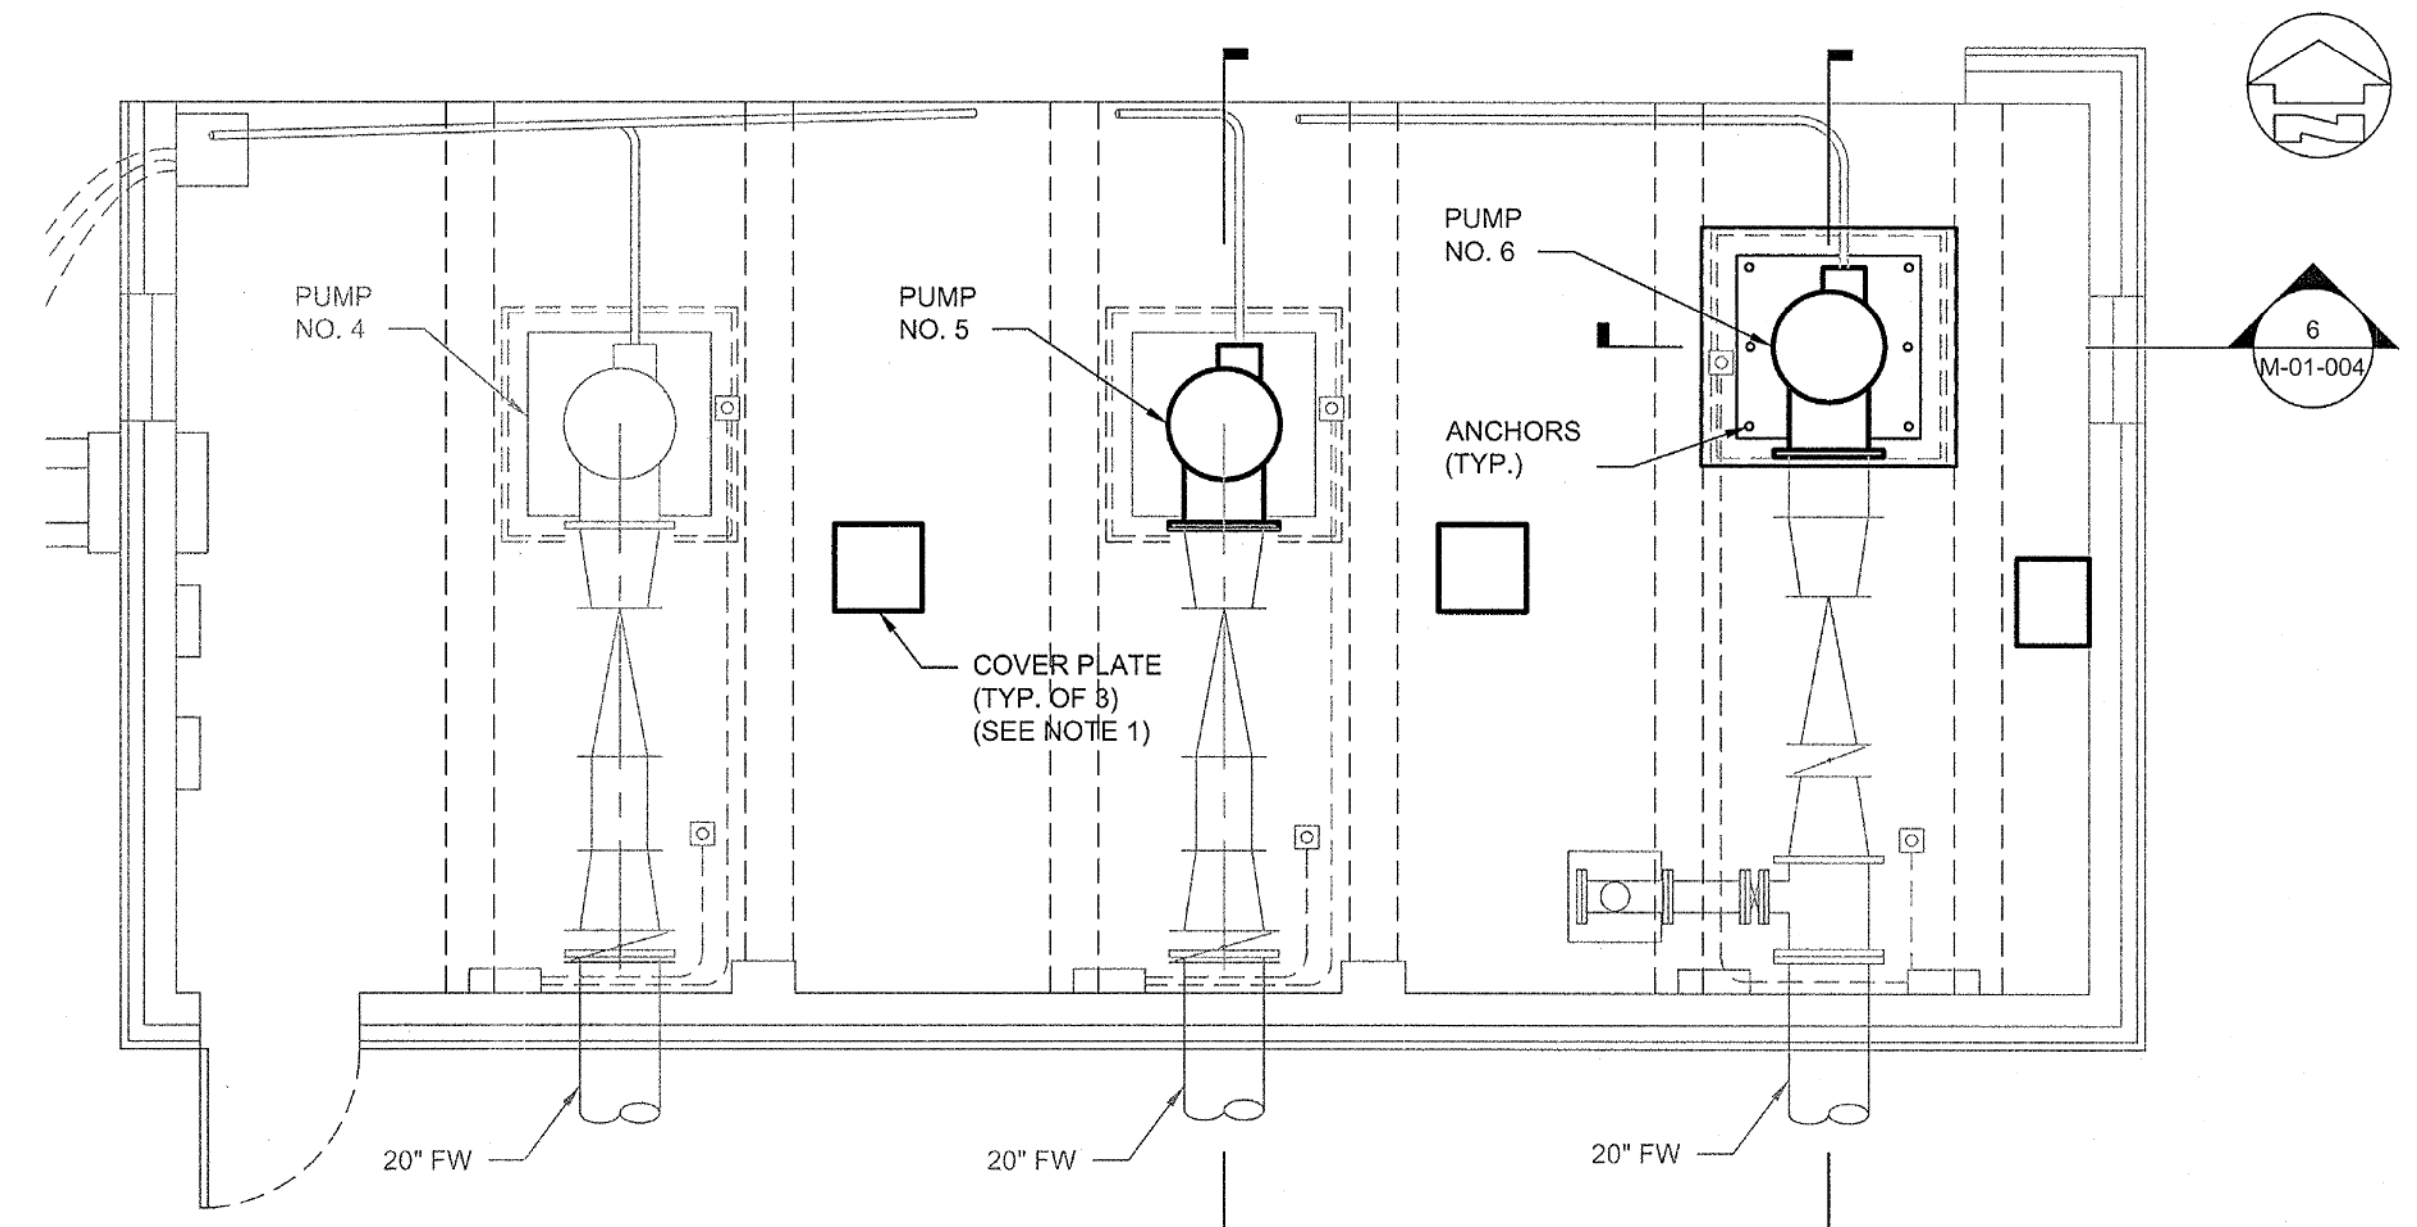 PUMP
NO. 6
PUMP
NO. 4
PUMP
NO. 5
6
M-01-004
ANCHORS
(TYP.)
COVER PLATE
(TYP. OF 3)
(SEE NOTE 1)
20" FW
20" FW
20" FW